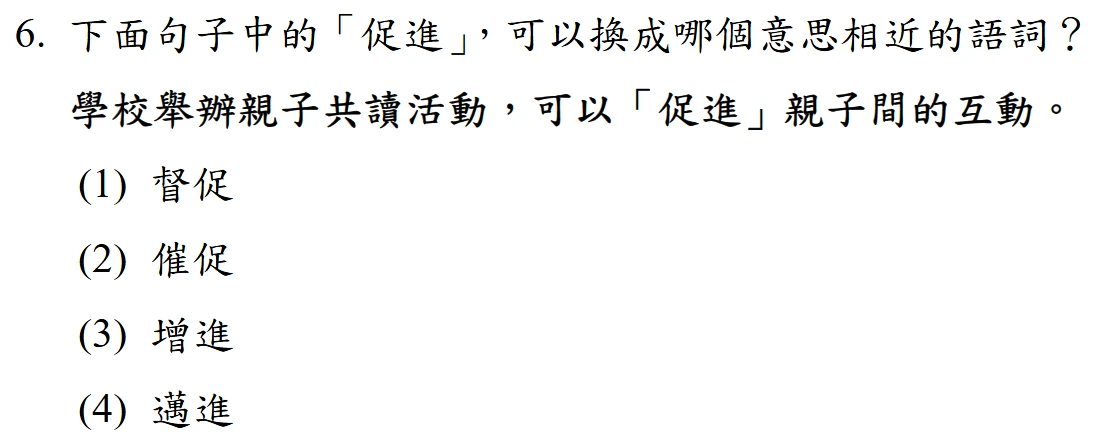 6. 下面句子中的「促進」，可以換成哪個意思相近的語詞？
學校舉辦親子共讀活動，可以「促進」親子間的互動。
(1) 督促
(2) 催促
(3) 增進
(4) 邁進